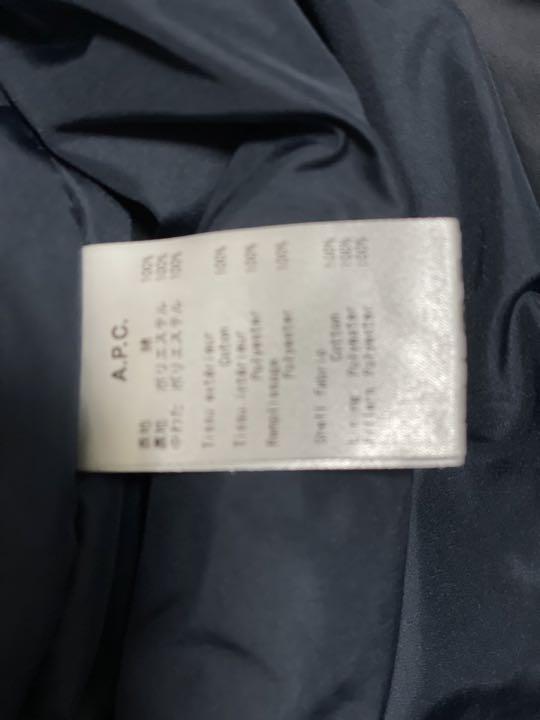 A.P.C.
表地 綿 100%
裏地 ポリエステル 100%
中わた ポリエステル 100%
Tissu extérieur
Coton 100%
Tissu intérieur
Polyester 100%
Remplissage
Polyester 100%
Shell fabric
Cotton 100%
Lining Polyester 100%
Fillers Polyester 100%